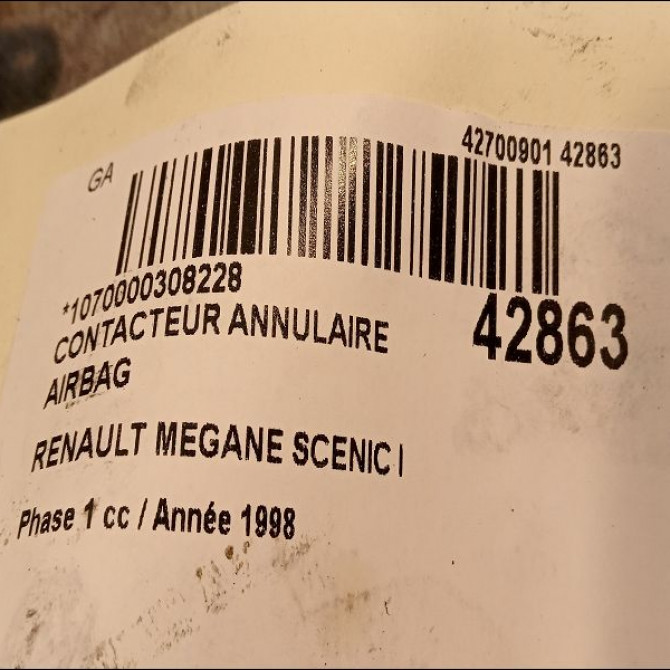 42700901 42863
GA
*1070000308228
42863
CONTACTEUR ANNULAIRE
AIRBAG
RENAULT MEGANE SCENIC I
Phase 1 cc / Année 1998